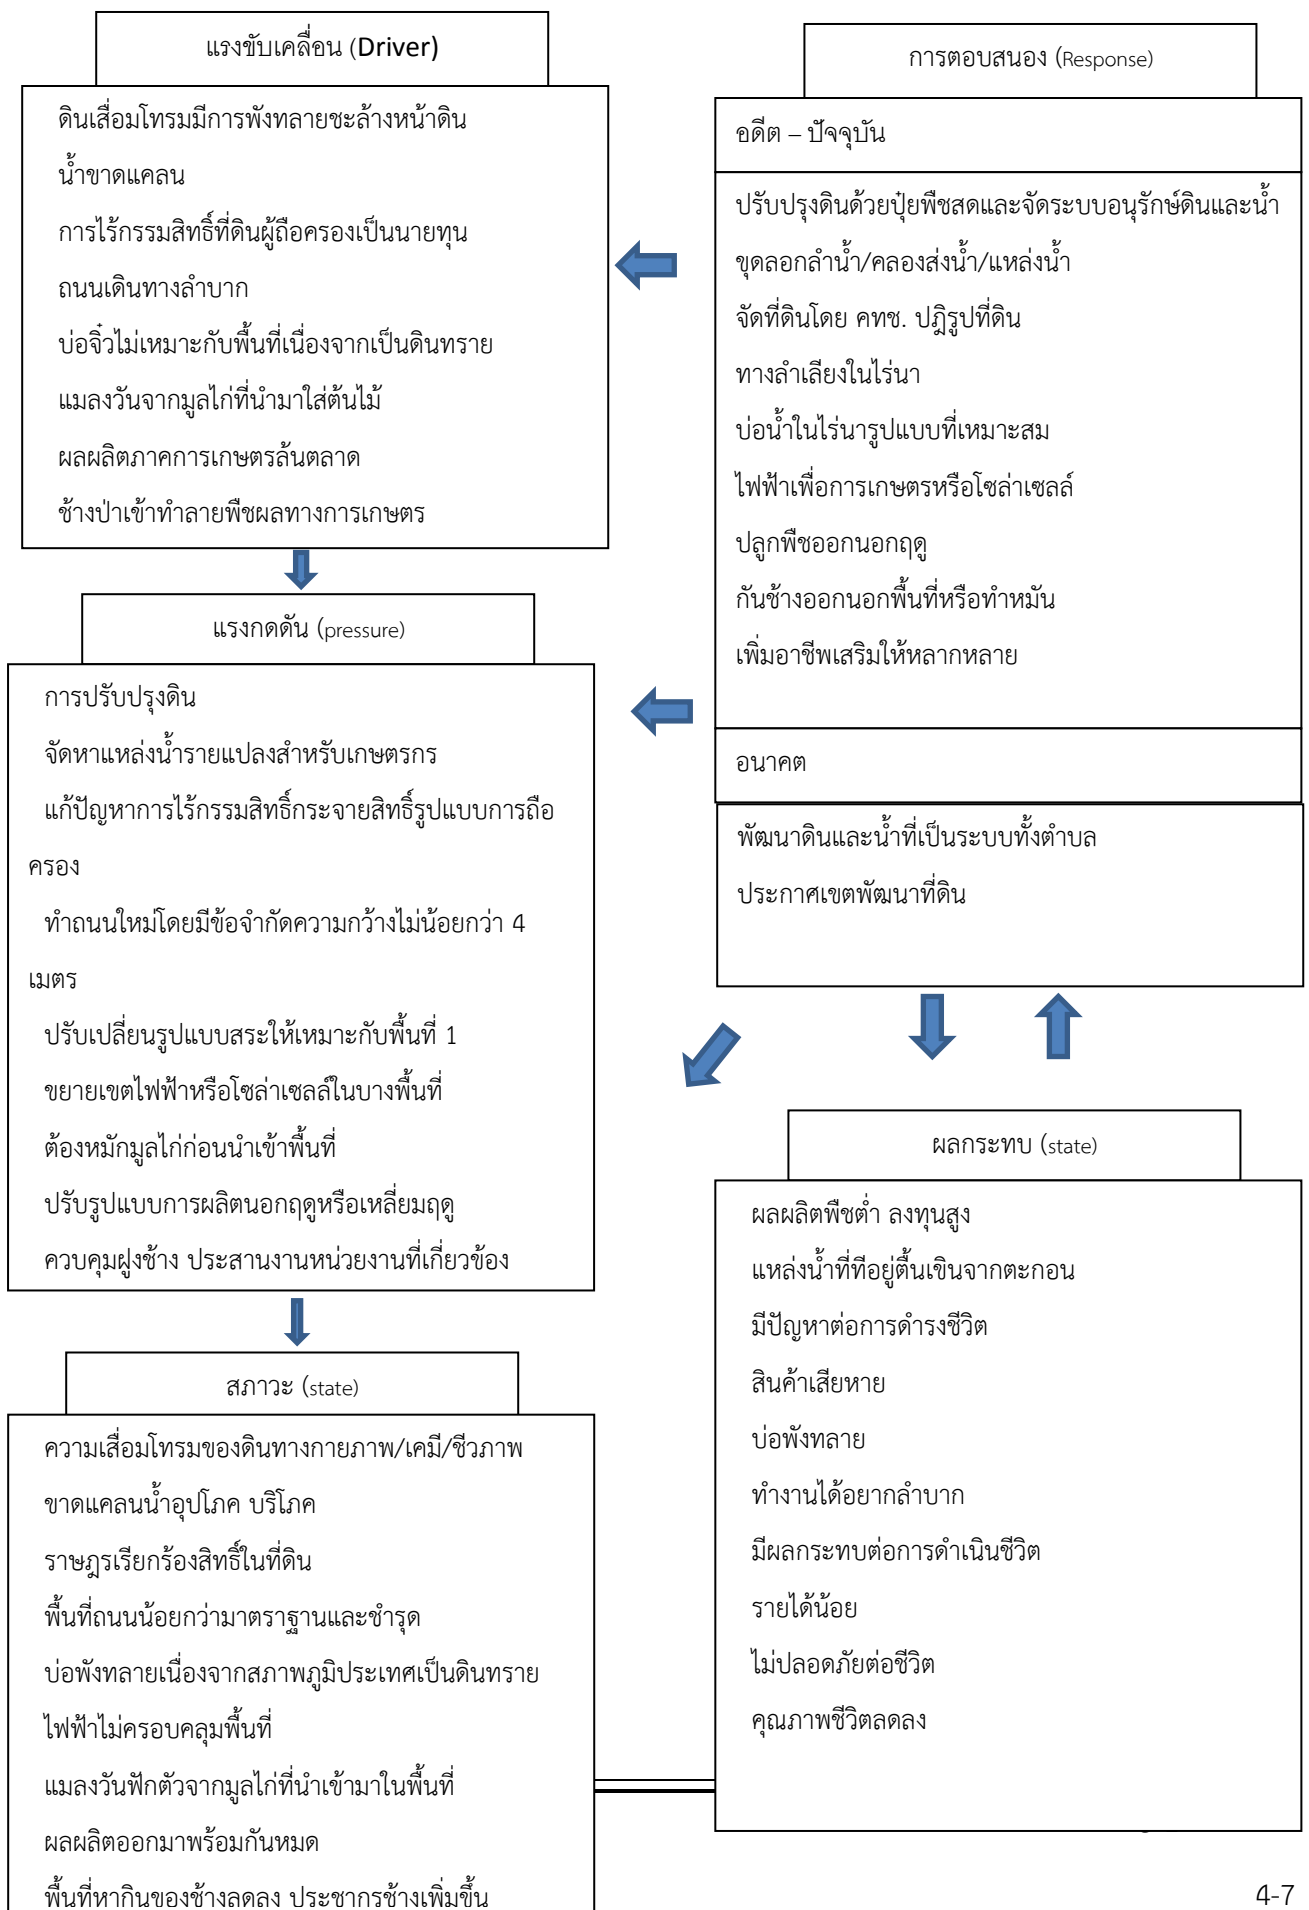 แรงขับเคลื่อน (Driver)
ดินเสื่อมโทรมมีการพังทลายชะล้างหน้าดิน
น้ำขาดแคลน
การไร้กรรมสิทธิ์ที่ดินผู้ถือครองเป็นนายทุน
ถนนเดินทางลำบาก
บ่อจิ๋วไม่เหมาะกับพื้นที่เนื่องจากเป็นดินทราย
แมลงวันจากมูลไก่ที่นำมาใส่ต้นไม้
ผลผลิตภาคการเกษตรล้นตลาด
ช้างป่าเข้าทำลายพืชผลทางการเกษตร
แรงกดดัน (pressure)
การปรับปรุงดิน
จัดหาแหล่งน้ำรายแปลงสำหรับเกษตรกร
แก้ปัญหาการไร้กรรมสิทธิ์กระจายสิทธิ์รูปแบบการถือ
ครอง
ทำถนนใหม่โดยมีข้อจำกัดความกว้างไม่น้อยกว่า 4
เมตร
ปรับเปลี่ยนรูปแบบสระให้เหมาะกับพื้นที่ 1
ขยายเขตไฟฟ้าหรือโซล่าเซลล์ในบางพื้นที่
ต้องหมักมูลไก่ก่อนนำเข้าพื้นที่
ปรับรูปแบบการผลิตนอกฤดูหรือเหลี่ยมฤดู
ควบคุมฝูงช้าง ประสานงานหน่วยงานที่เกี่ยวข้อง
สภาวะ (state)
ความเสื่อมโทรมของดินทางกายภาพ/เคมี/ชีวภาพ
ขาดแคลนน้ำอุปโภค บริโภค
ราษฎรเรียกร้องสิทธิ์ในที่ดิน
พื้นที่ถนนน้อยกว่ามาตราฐานและชำรุด
บ่อพังทลายเนื่องจากสภาพภูมิประเทศเป็นดินทราย
ไฟฟ้าไม่ครอบคลุมพื้นที่
แมลงวันฟักตัวจากมูลไก่ที่นำเข้ามาในพื้นที่
ผลผลิตออกมาพร้อมกันหมด
พื้นที่หากินของช้างลดลง ประชากรช้างเพิ่มขึ้น
การตอบสนอง (Response)
อดีต – ปัจจุบัน
ปรับปรุงดินด้วยปุ๋ยพืชสดและจัดระบบอนุรักษ์ดินและน้ำ
ขุดลอกลำน้ำ/คลองส่งน้ำ/แหล่งน้ำ
จัดที่ดินโดย คทช. ปฎิรูปที่ดิน
ทางลำเลียงในไร่นา
บ่อน้ำในไร่นารูปแบบที่เหมาะสม
ไฟฟ้าเพื่อการเกษตรหรือโซล่าเซลล์
ปลูกพืชออกนอกฤดู
กันช้างออกนอกพื้นที่หรือทำหมัน
เพิ่มอาชีพเสริมให้หลากหลาย
อนาคต
พัฒนาดินและน้ำที่เป็นระบบทั้งตำบล
ประกาศเขตพัฒนาที่ดิน
ผลกระทบ (state)
ผลผลิตพืชต่ำ ลงทุนสูง
แหล่งน้ำที่ทีอยู่ตื้นเขินจากตะกอน
มีปัญหาต่อการดำรงชีวิต
สินค้าเสียหาย
บ่อพังทลาย
ทำงานได้อยากลำบาก
มีผลกระทบต่อการดำเนินชีวิต
รายได้น้อย
ไม่ปลอดภัยต่อชีวิต
คุณภาพชีวิตลดลง
4-7